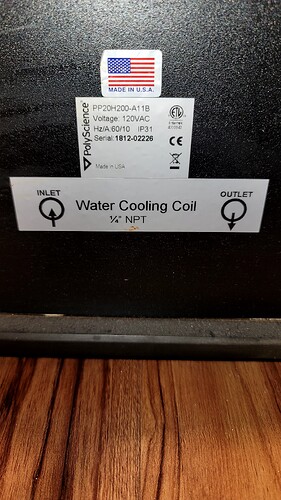 MADE IN U.S.A.
PolyScience
PP20H200-A11B
Voltage: 120VAC
Hz/A:60/10 IP31
Serial:1812-02226
Made in USA
INLET
OUTLET
Water Cooling Coil
¼" NPT